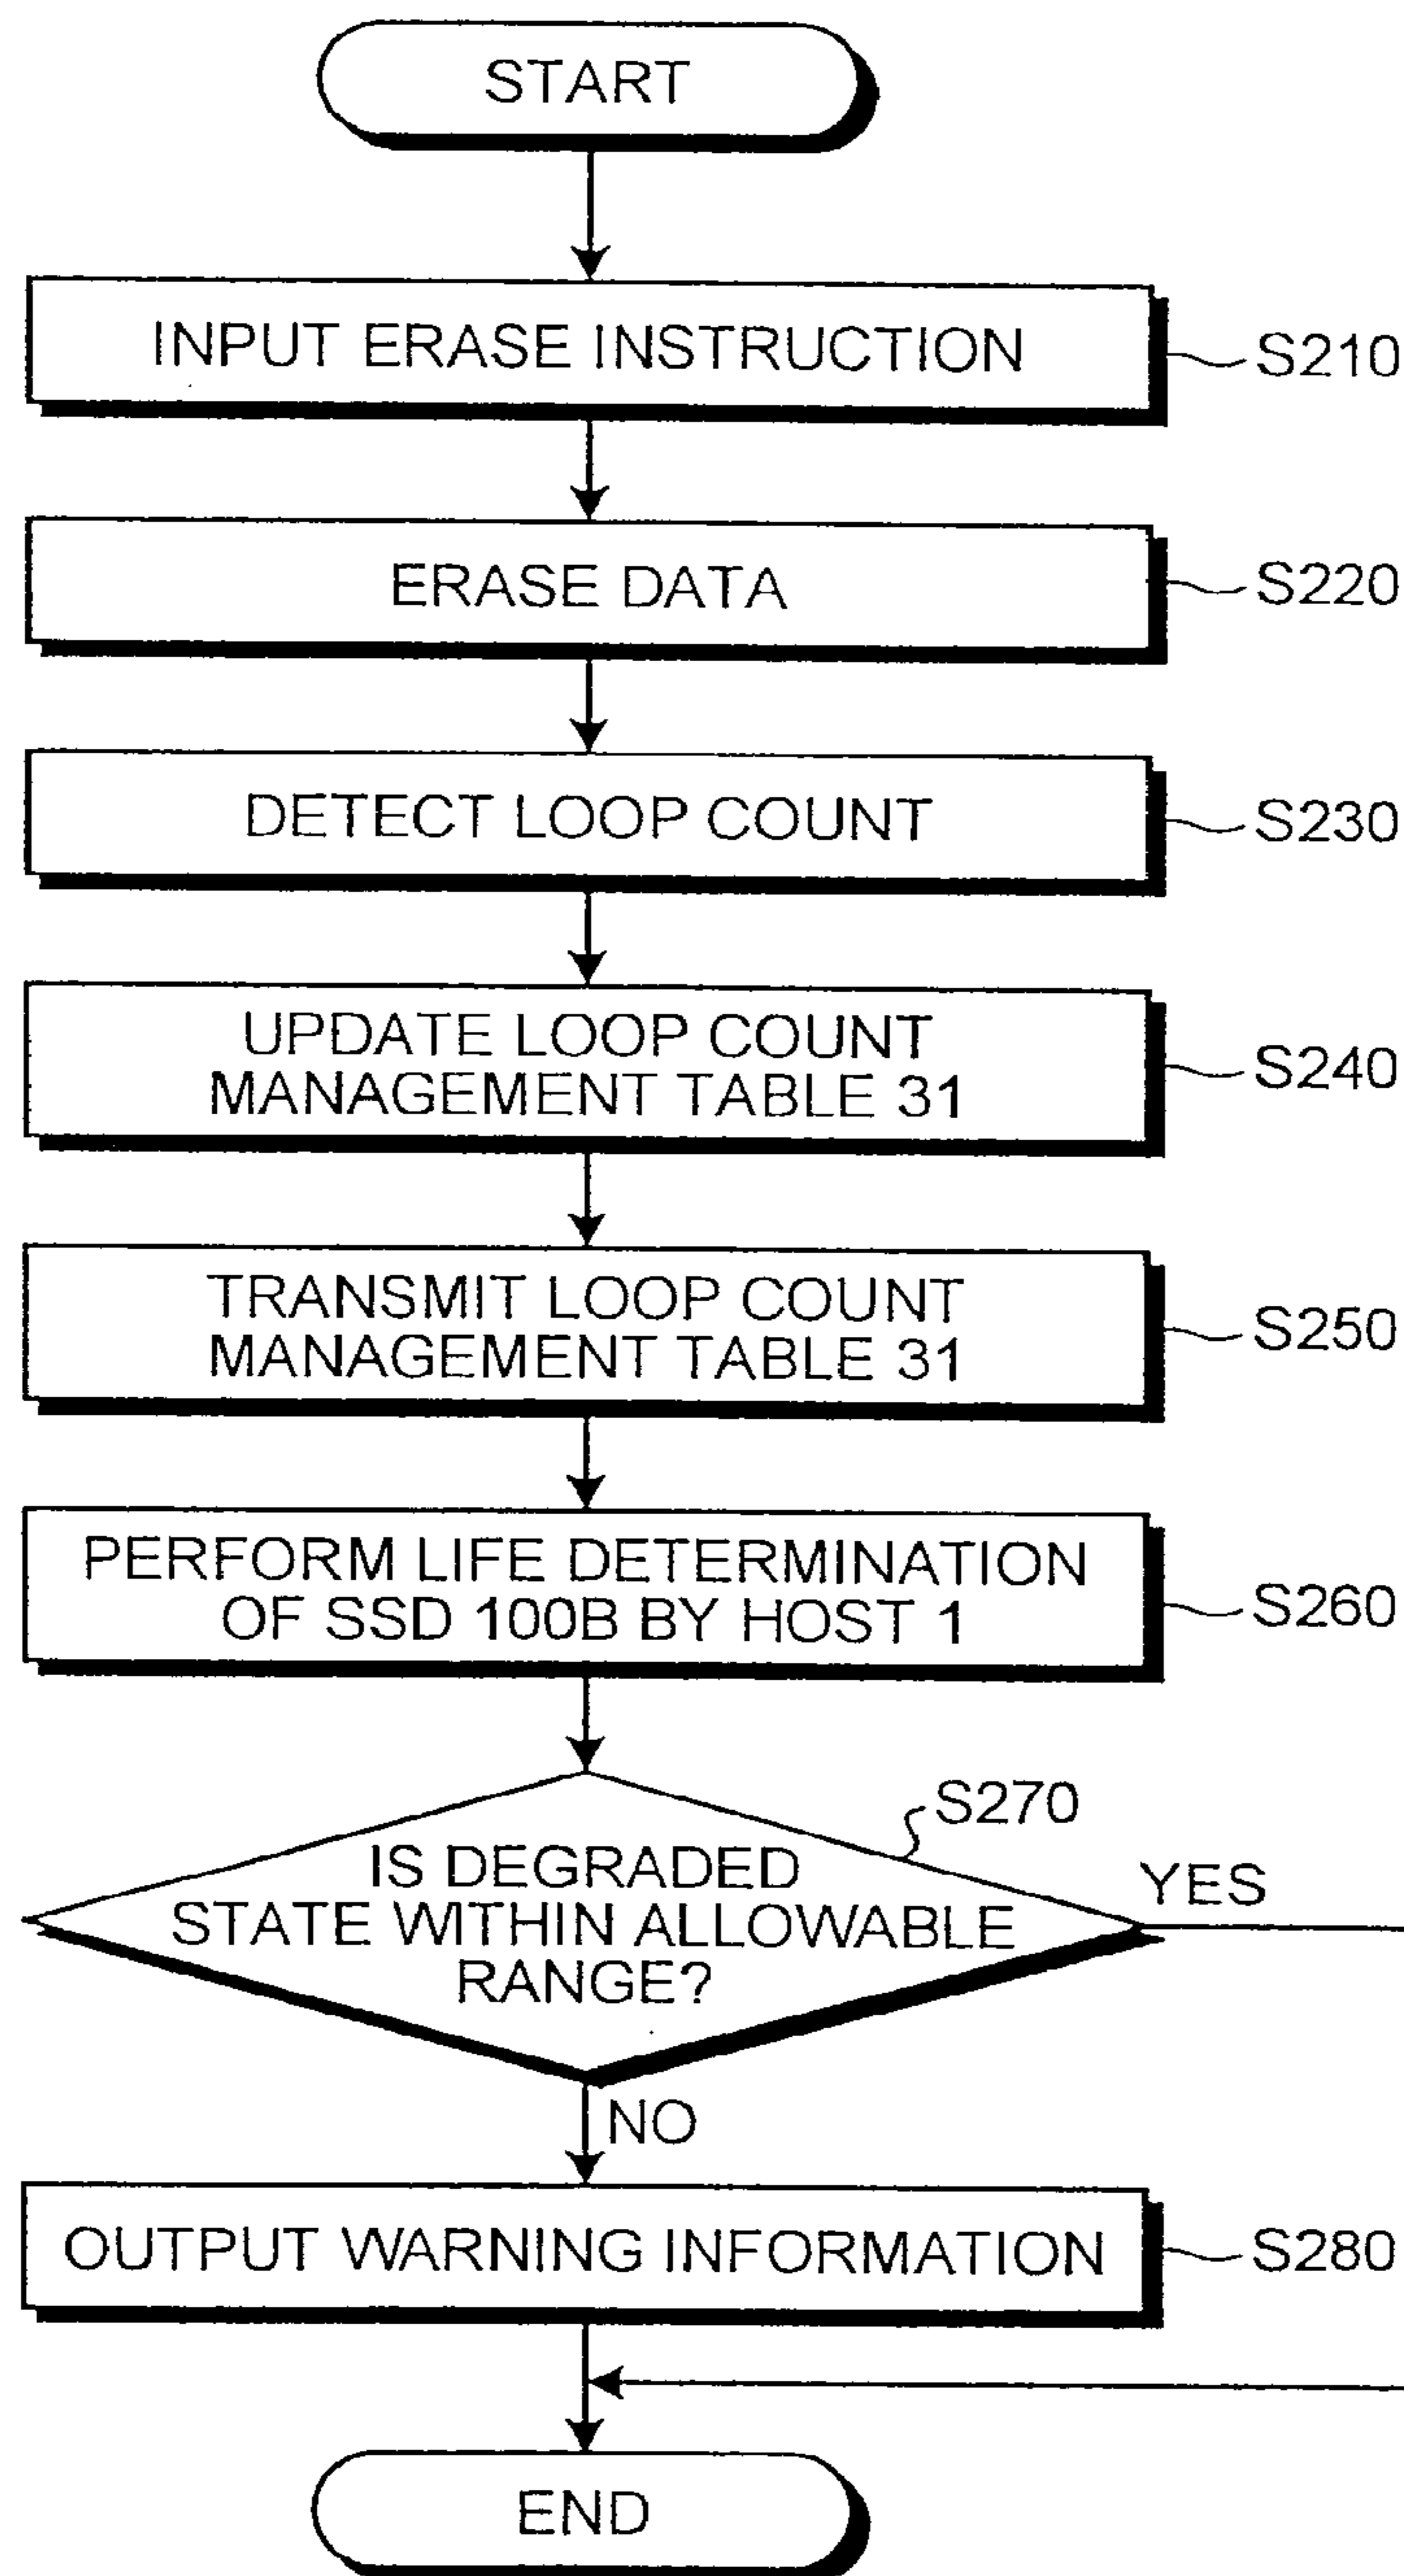 START
INPUT ERASE INSTRUCTION
S210
ERASE DATA
S220
DETECT LOOP COUNT
S230
UPDATE LOOP COUNT
MANAGEMENT TABLE 31
S240
TRANSMIT LOOP COUNT
MANAGEMENT TABLE 31
S250
PERFORM LIFE DETERMINATION
OF SSD 100B BY HOST 1
S260
S270
IS DEGRADED
STATE WITHIN ALLOWABLE
RANGE?
YES
NO
OUTPUT WARNING INFORMATION
S280
END